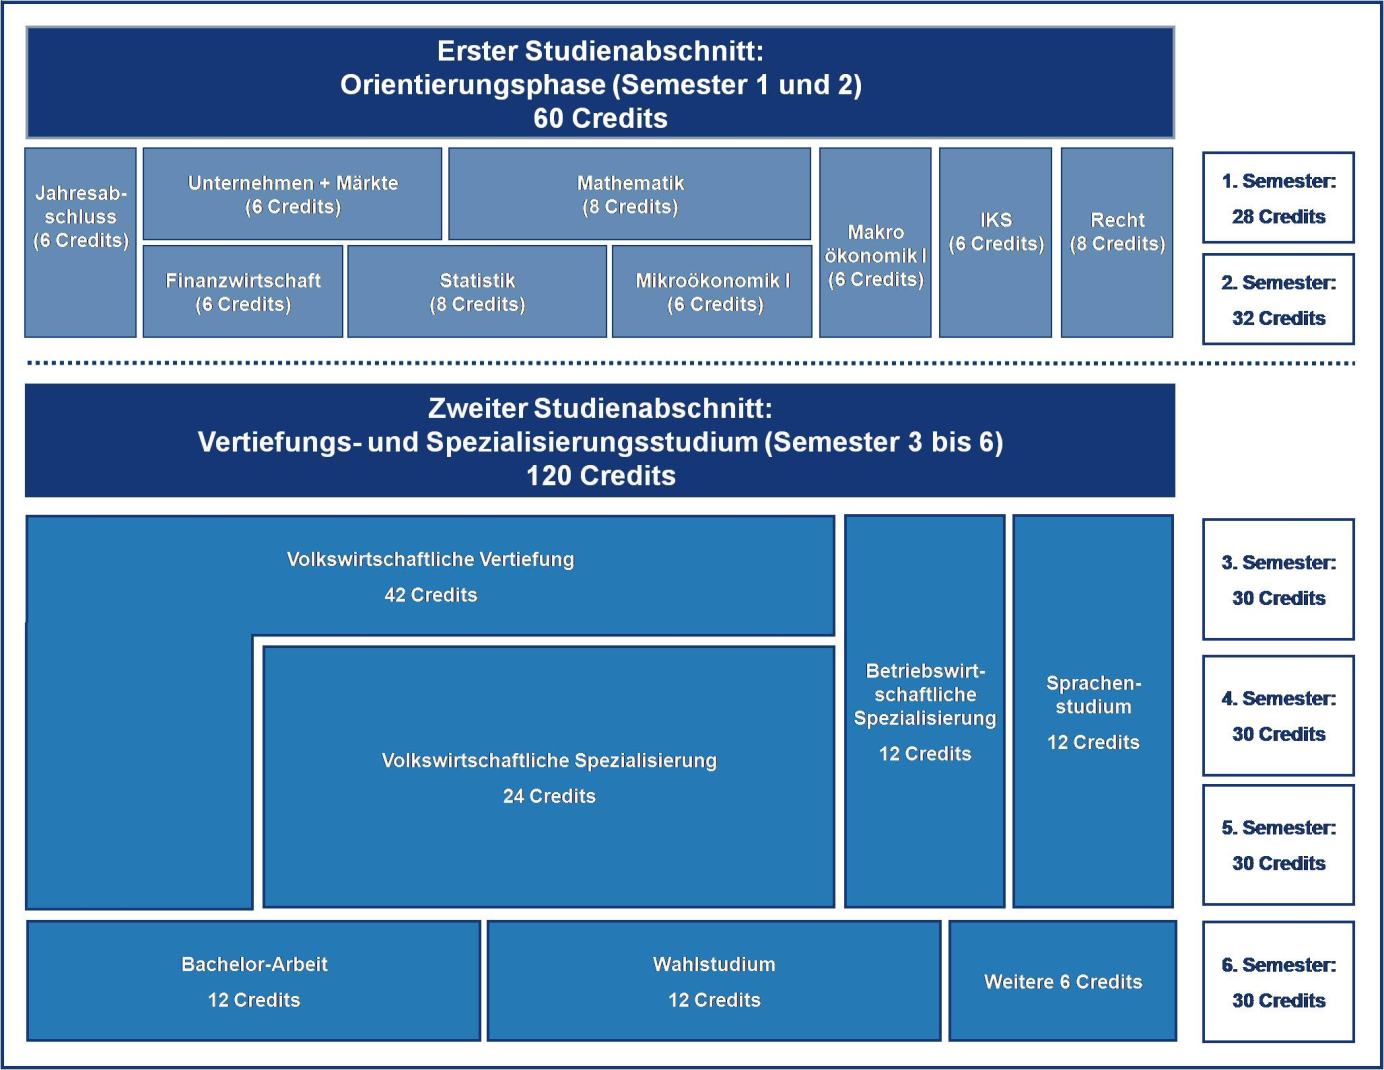 Erster Studienabschnitt:
Orientierungsphase (Semester 1 und 2)
60 Credits
Jahresab-
schluss
(6 Credits)
Unternehmen + Märkte
(6 Credits)
Mathematik
(8 Credits)
Finanzwirtschaft
(6 Credits)
Statistik
(8 Credits)
Mikroökonomik I
(6 Credits)
Makro
ökonomik I
(6 Credits)
IKS
(6 Credits)
Recht
(8 Credits)
1. Semester:
28 Credits
2. Semester:
32 Credits
Zweiter Studienabschnitt:
Vertiefungs- und Spezialisierungsstudium (Semester 3 bis 6)
120 Credits
Volkswirtschaftliche Vertiefung
42 Credits
Volkswirtschaftliche Spezialisierung
24 Credits
Betriebswirt-
schaftliche
Spezialisierung
12 Credits
Sprachen-
studium
12 Credits
3. Semester:
30 Credits
4. Semester:
30 Credits
5. Semester:
30 Credits
Bachelor-Arbeit
12 Credits
Wahlstudium
12 Credits
Weitere 6 Credits
6. Semester:
30 Credits